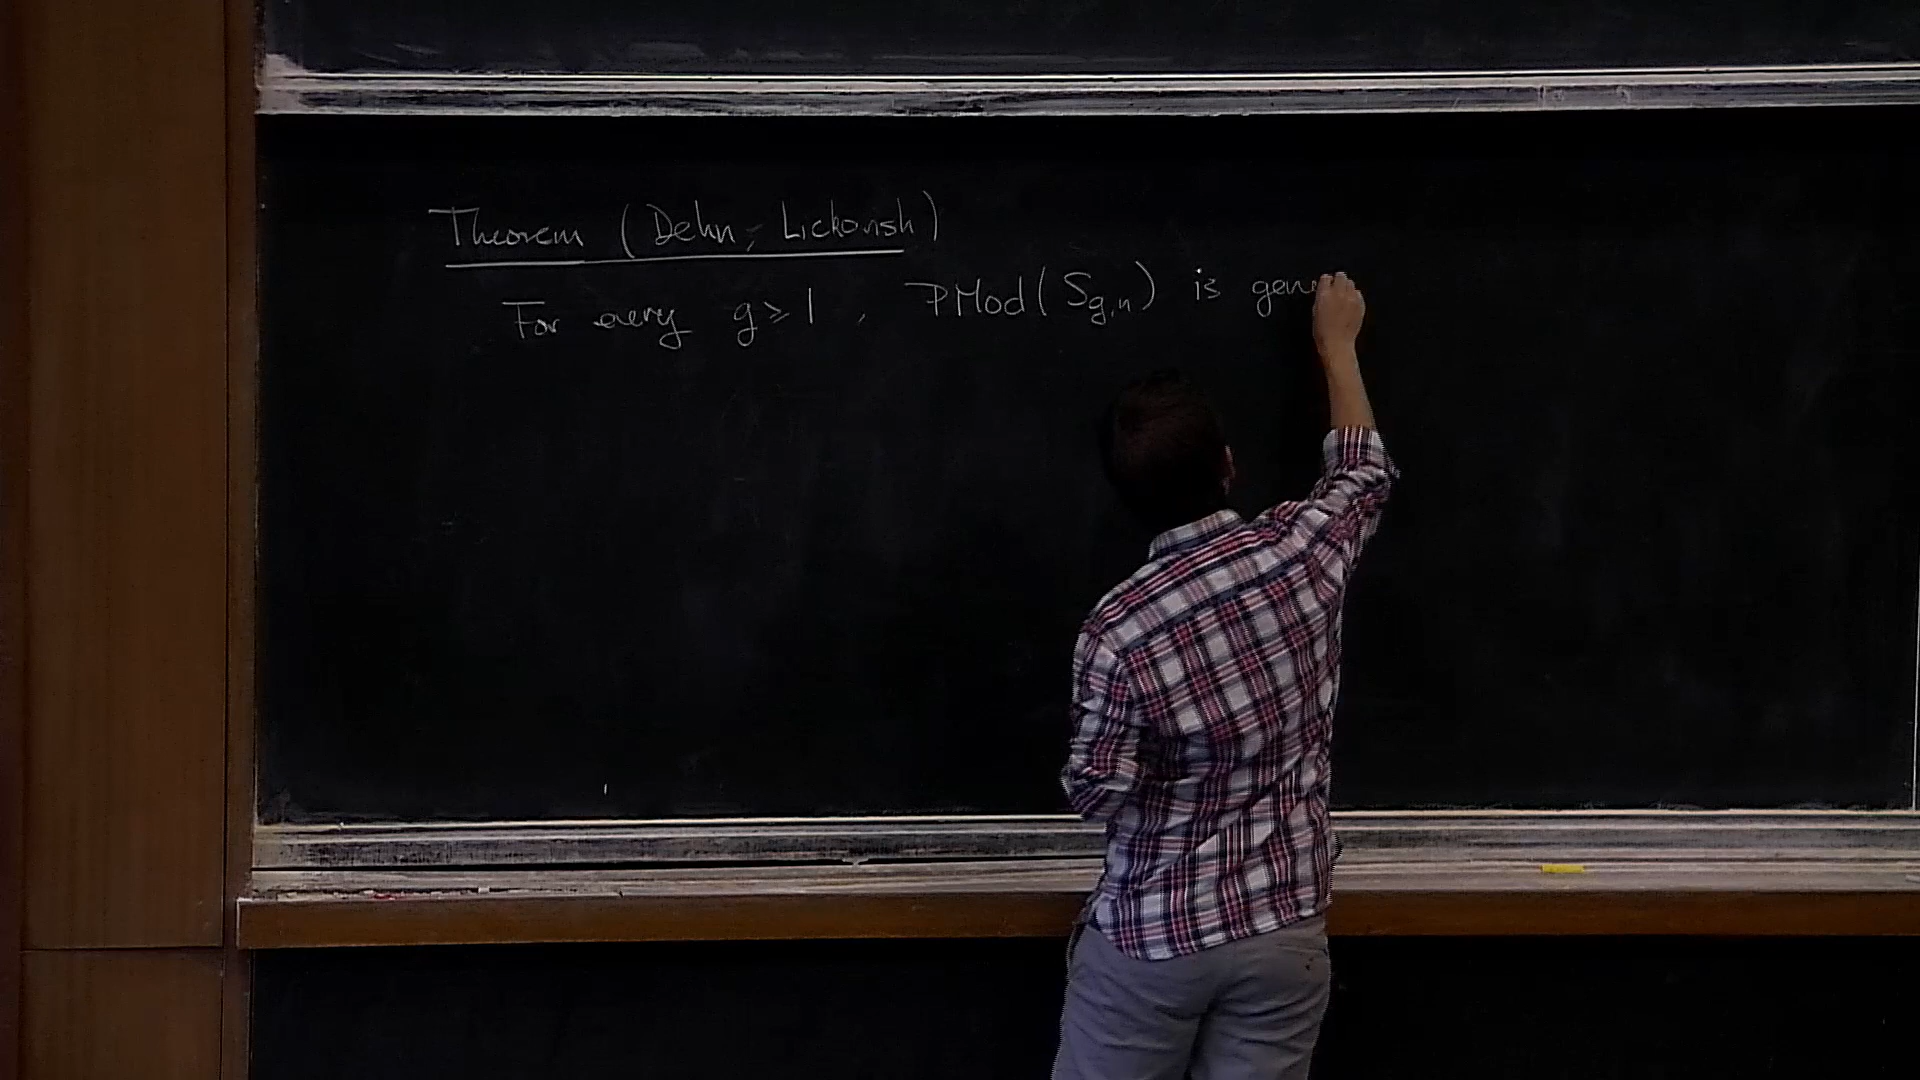 Theorem (Dehn, Lickorish)
For every g ≥ 1, PMod(S_{g,n}) is gen